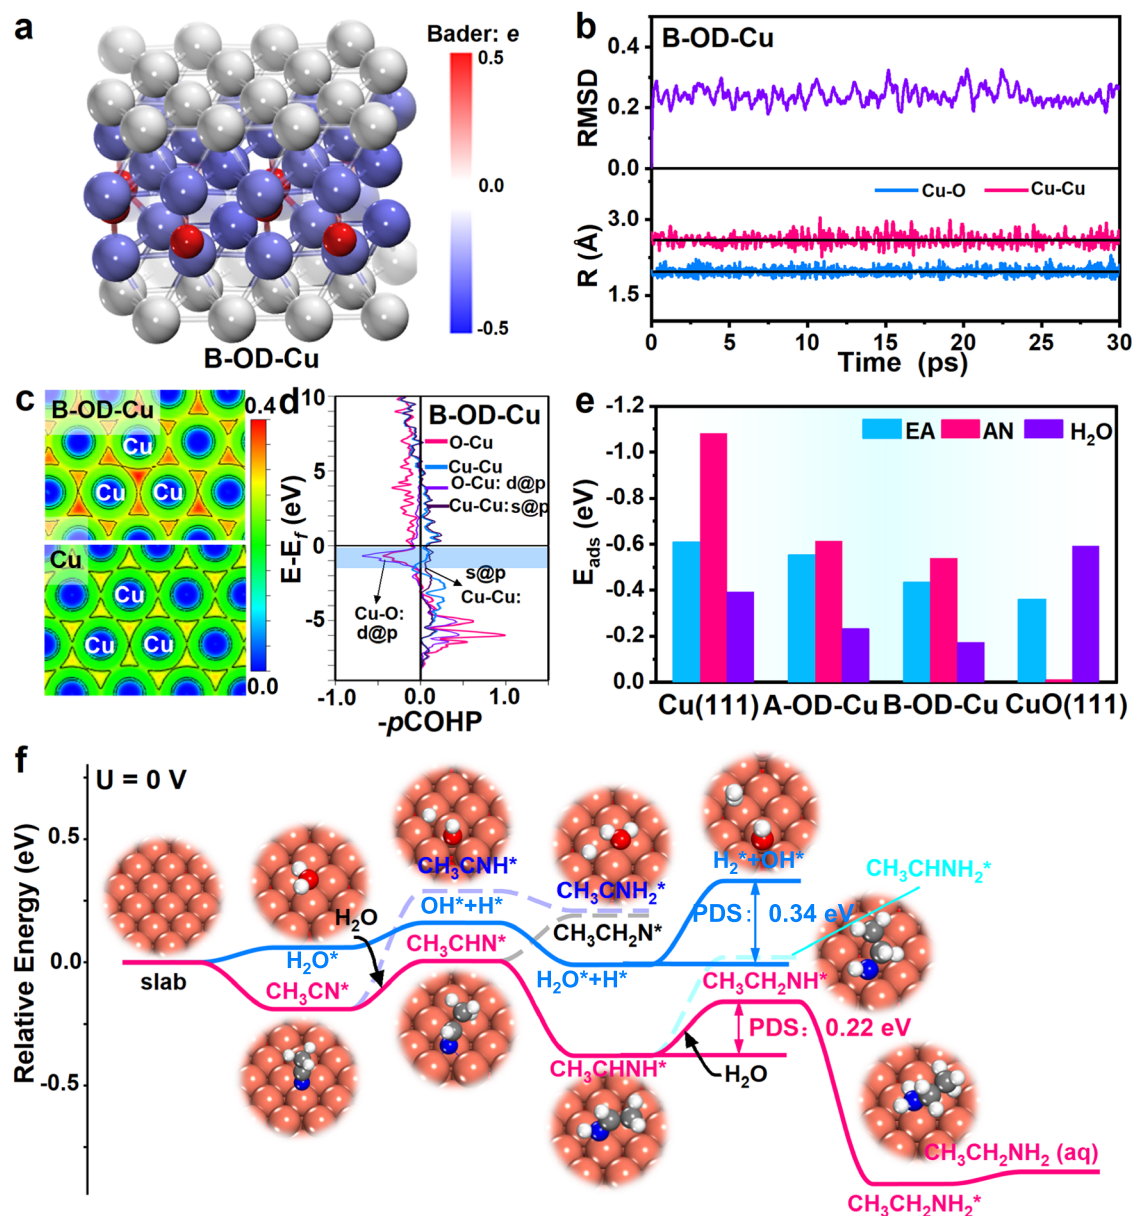 a
Bader: e
0.5
0.0
-0.5
B-OD-Cu
b
B-OD-Cu
RMSD
0.4
0.2
0.0
Cu-O
Cu-Cu
R (Å)
3.0
1.5
0
5
10
15
20
25
30
Time (ps)
c
B-OD-Cu
Cu
Cu
Cu
Cu
Cu
Cu
Cu
0.4
0.0
d
B-OD-Cu
O-Cu
Cu-Cu
O-Cu: d@p
Cu-Cu: s@p
E-Ef (eV)
10
5
0
-5
s@p
Cu-Cu:
Cu-O:
d@p
-1.0
0.0
1.0
-pCOHP
e
EA
AN
H₂O
Eads (eV)
-1.2
-1.0
-0.8
-0.6
-0.4
-0.2
0.0
Cu(111)
A-OD-Cu
B-OD-Cu
CuO(111)
f
U = 0 V
Relative Energy (eV)
0.5
0.0
-0.5
slab
H₂O*
CH₃CN*
H₂O
CH₃CNH*
OH*+H*
CH₃CHN*
CH₃CNH₂*
CH₃CH₂N*
H₂O*+H*
CH₃CHNH*
H₂*+OH*
PDS: 0.34 eV
CH₃CHNH₂*
CH₃CH₂NH*
PDS: 0.22 eV
H₂O
CH₃CH₂NH₂ (aq)
CH₃CH₂NH₂*